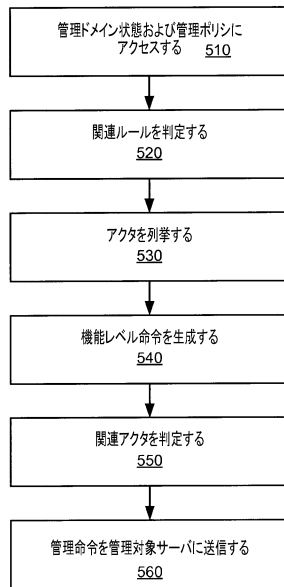 管理ドメイン状態および管理ポリシに
アクセスする 510
関連ルールを判定する
520
アクタを列挙する
530
機能レベル命令を生成する
540
関連アクタを判定する
550
管理命令を管理対象サーバに送信する
560